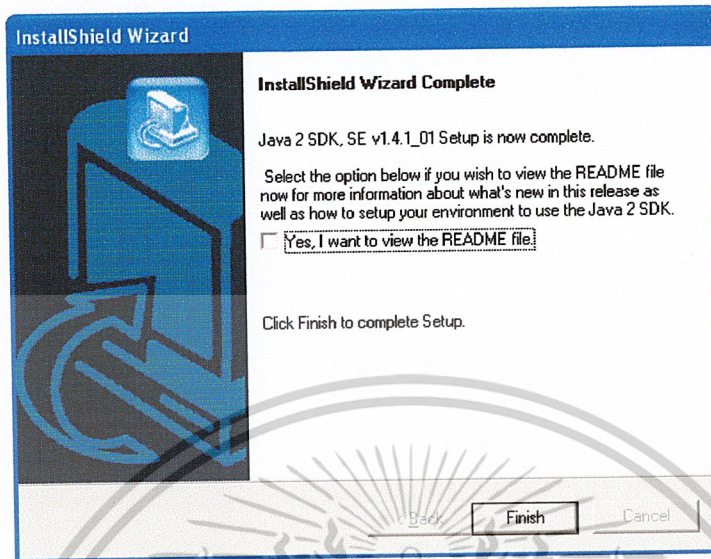 InstallShield Wizard
InstallShield Wizard Complete
Java 2 SDK, SE v1.4.1_01 Setup is now complete.
Select the option below if you wish to view the README file
now for more information about what's new in this release as
well as how to setup your environment to use the Java 2 SDK.
Yes, I want to view the README file.
Click Finish to complete Setup.
< Back Finish Cancel